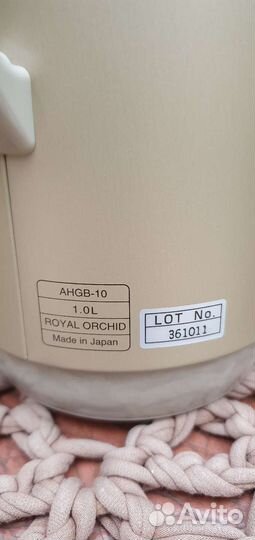 AHGB-10
1.0L
ROYAL ORCHID
Made in Japan
LOT No.
361011
Avito